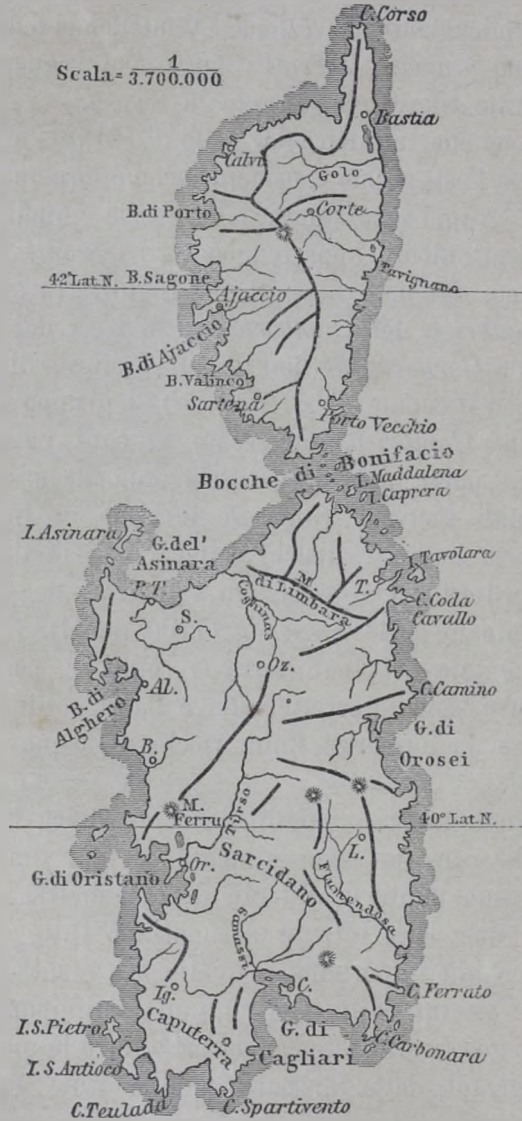 C. Corso
Scala = 1/3.700.000
Bastia
Calvi
Golo
B. di Porto
Corte
Tavignano
42° Lat. N.
B. Sagone
Ajaccio
B. di Ajaccio
B. Valinco
Sartena
Porto Vecchio
Bocche di Bonifacio
I. Maddalena
I. Caprera
I. Asinara
G. del'
Asinara
P. T.
Tavolara
M.
di Limbara
T.
C. Coda
Cavallo
Coghinas
S.
Oz.
Al.
B. di
Alghero
C. Camino
G. di
Orosei
B.
M.
Ferru
Tirso
40° Lat. N.
L.
Or.
G. di Oristano
Sarcidano
Flumendosa
Samassi
Ig.
C.
C. Ferrato
Caputerra
I. S. Pietro
G. di
Cagliari
C. Carbonara
I. S. Antioco
C. Teulada
C. Spartivento